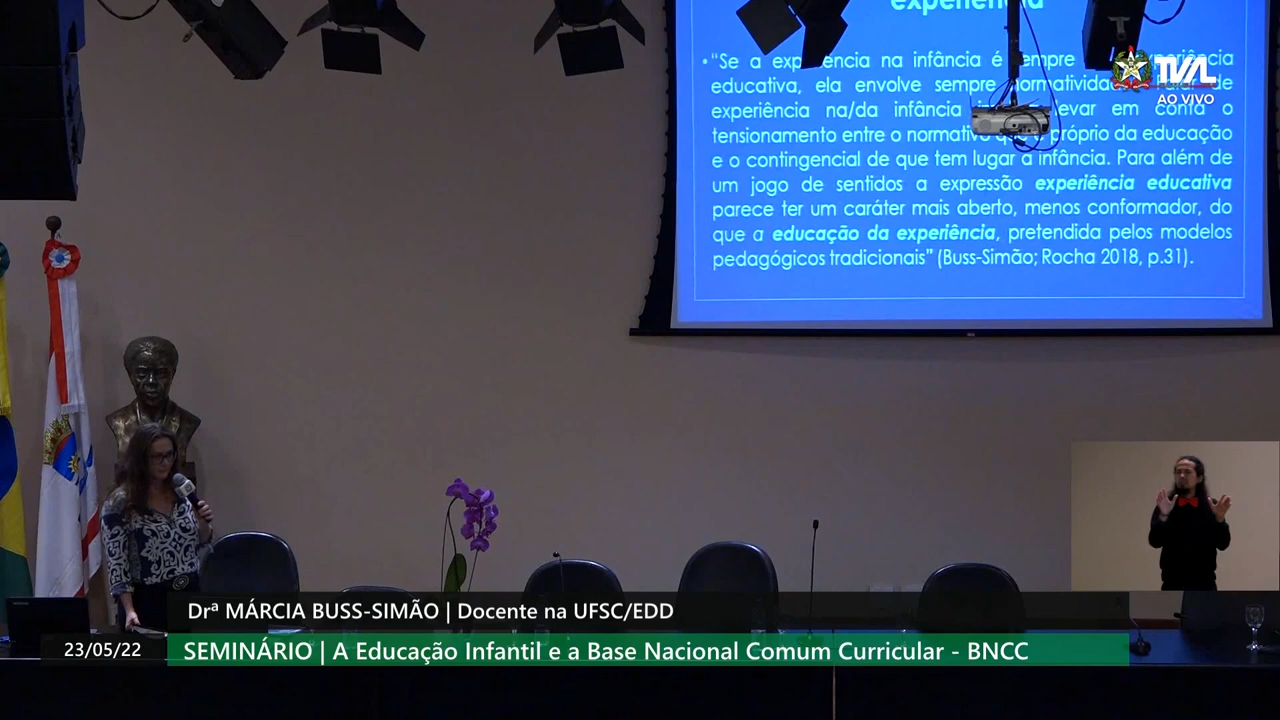 experiência
• "Se a experiência na infância é sempre experiência
educativa, ela envolve sempre normatividade. de
experiência na/da infância levar em conta o
tensionamento entre o normativo que é próprio da educação
e o contingencial de que tem lugar a infância. Para além de
um jogo de sentidos a expressão experiência educativa
parece ter um caráter mais aberto, menos conformador, do
que a educação da experiência, pretendida pelos modelos
pedagógicos tradicionais" (Buss-Simão; Rocha 2018, p.31).
TVAL
AO VIVO
Drª MÁRCIA BUSS-SIMÃO | Docente na UFSC/EDD
23/05/22
SEMINÁRIO | A Educação Infantil e a Base Nacional Comum Curricular - BNCC